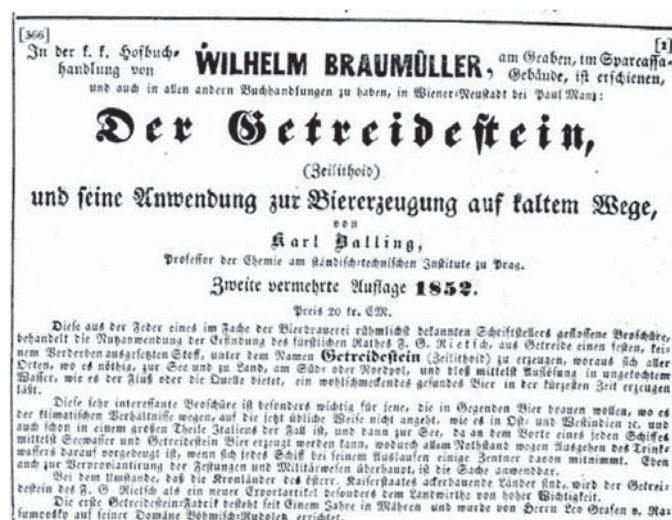 [366]
[2]
In der k. k. Hofbuch-
handlung von WILHELM BRAUMÜLLER, am Graben, im Sparcassa-
Gebäude, ist erschienen,
und auch in allen andern Buchhandlungen zu haben, in Wiener-Neustadt bei Paul Manz:
Der Getreidestein,
(Zeilithoid)
und seine Anwendung zur Biererzeugung auf kaltem Wege,
von
Karl Balling,
Professor der Chemie am ständisch-technischen Institute zu Prag.
Zweite vermehrte Auflage 1852.
Preis 20 kr. CM.
Diese aus der Feder eines im Fache der Bierbrauerei rühmlichst bekannten Schriftstellers geflossene Broschüre,
behandelt die Nutzanwendung der Erfindung des fürstlichen Rathes F. G. Rietsch, aus Getreide einen festen, kei-
nem Verderben ausgesetzten Stoff, unter dem Namen Getreidestein (Zeilithoid) zu erzeugen, woraus sich aller
Orten, wo es nöthig, zur See und zu Land, am Süd- oder Nordpol, und bloß mittelst Auflösung in ungekochtem
Wasser, wie es der Fluß oder die Quelle bietet, ein wohlschmeckendes gesundes Bier in der kürzesten Zeit erzeugen
läßt.
Diese sehr interessante Broschüre ist besonders wichtig für jene, die in Gegenden Bier brauen wollen, wo es
der klimatischen Verhältnisse wegen, auf die jetzt übliche Weise nicht angeht, wie es in Ost- und Westindien ꝛc. und
auch schon in einem großen Theile Italiens der Fall ist, und dann zur See, da an dem Borte eines jeden Schiffes
mittelst Seewasser und Getreidestein Bier erzeugt werden kann, wodurch allem Nothstand wegen Ausgehen des Trink-
wassers darauf vorgebeugt ist, wenn sich jedes Schiff bei seinem Auslaufen einige Zentner davon mitnimmt. Eben
auch zur Verproviantirung der Festungen und Militärwesen überhaupt, ist die Sache anwendbar.
Bei dem Umstande, daß die Kronländer des österr. Kaiserstaates ackerbauende Länder sind, wird der Getrei-
destein des F. G. Rietsch als ein neuer Exportartikel besonders dem Landwirthe von hoher Wichtigkeit.
Die erste Getreidestein-Fabrik besteht seit Einem Jahre in Mähren und wurde von Herrn Leo Grafen v. Ra-
sumovsky auf seiner Domäne Böhmisch-Rudoletz errichtet.